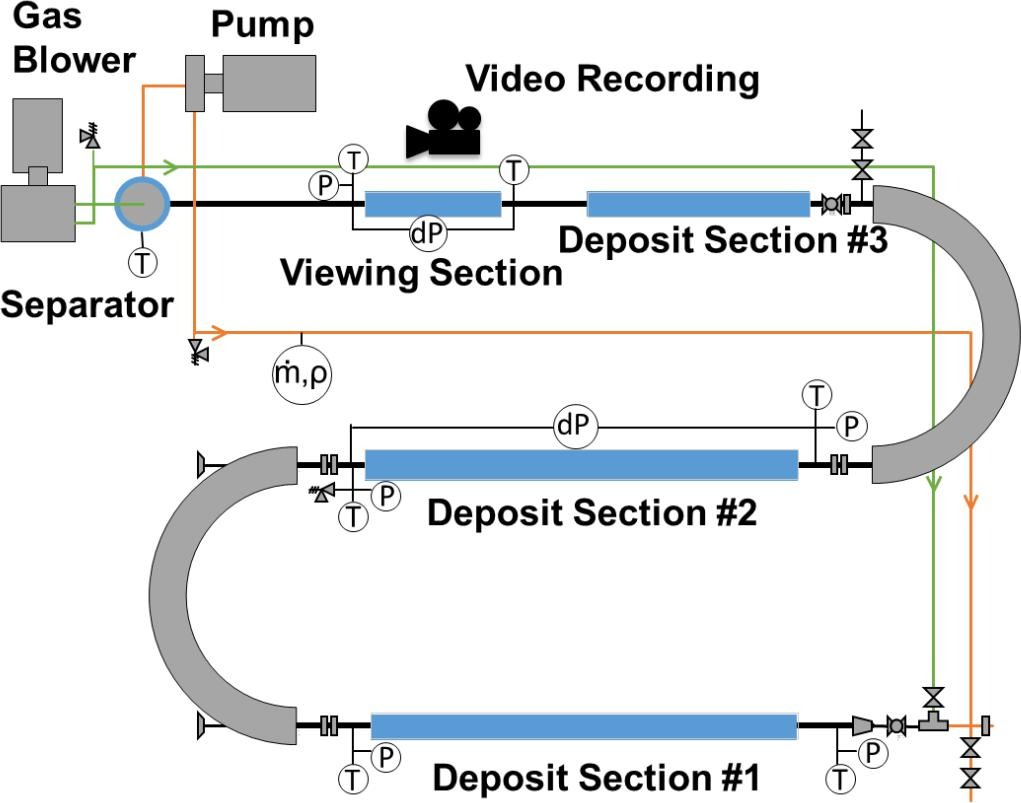 Gas
Blower
Pump
Video Recording
T
T
P
dP
T
Deposit Section #3
Viewing Section
Separator
ṁ,ρ
T
dP
P
P
T
Deposit Section #2
P
P
T
T
Deposit Section #1